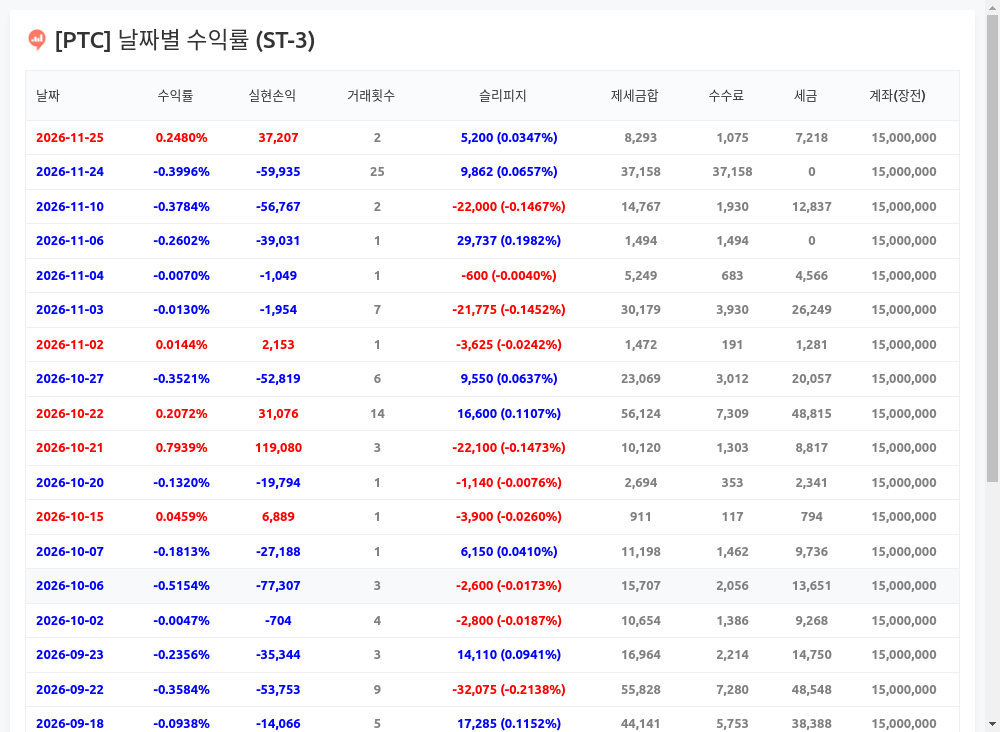 [PTC] 날짜별 수익률 (ST-3)
날짜 수익률 실현손익 거래횟수 슬리피지 제세금합 수수료 세금 계좌(장전)
2026-11-25 0.2480% 37,207 2 5,200 (0.0347%) 8,293 1,075 7,218 15,000,000
2026-11-24 -0.3996% -59,935 25 9,862 (0.0657%) 37,158 37,158 0 15,000,000
2026-11-10 -0.3784% -56,767 2 -22,000 (-0.1467%) 14,767 1,930 12,837 15,000,000
2026-11-06 -0.2602% -39,031 1 29,737 (0.1982%) 1,494 1,494 0 15,000,000
2026-11-04 -0.0070% -1,049 1 -600 (-0.0040%) 5,249 683 4,566 15,000,000
2026-11-03 -0.0130% -1,954 7 -21,775 (-0.1452%) 30,179 3,930 26,249 15,000,000
2026-11-02 0.0144% 2,153 1 -3,625 (-0.0242%) 1,472 191 1,281 15,000,000
2026-10-27 -0.3521% -52,819 6 9,550 (0.0637%) 23,069 3,012 20,057 15,000,000
2026-10-22 0.2072% 31,076 14 16,600 (0.1107%) 56,124 7,309 48,815 15,000,000
2026-10-21 0.7939% 119,080 3 -22,100 (-0.1473%) 10,120 1,303 8,817 15,000,000
2026-10-20 -0.1320% -19,794 1 -1,140 (-0.0076%) 2,694 353 2,341 15,000,000
2026-10-15 0.0459% 6,889 1 -3,900 (-0.0260%) 911 117 794 15,000,000
2026-10-07 -0.1813% -27,188 1 6,150 (0.0410%) 11,198 1,462 9,736 15,000,000
2026-10-06 -0.5154% -77,307 3 -2,600 (-0.0173%) 15,707 2,056 13,651 15,000,000
2026-10-02 -0.0047% -704 4 -2,800 (-0.0187%) 10,654 1,386 9,268 15,000,000
2026-09-23 -0.2356% -35,344 3 14,110 (0.0941%) 16,964 2,214 14,750 15,000,000
2026-09-22 -0.3584% -53,753 9 -32,075 (-0.2138%) 55,828 7,280 48,548 15,000,000
2026-09-18 -0.0938% -14,066 5 17,285 (0.1152%) 44,141 5,753 38,388 15,000,000